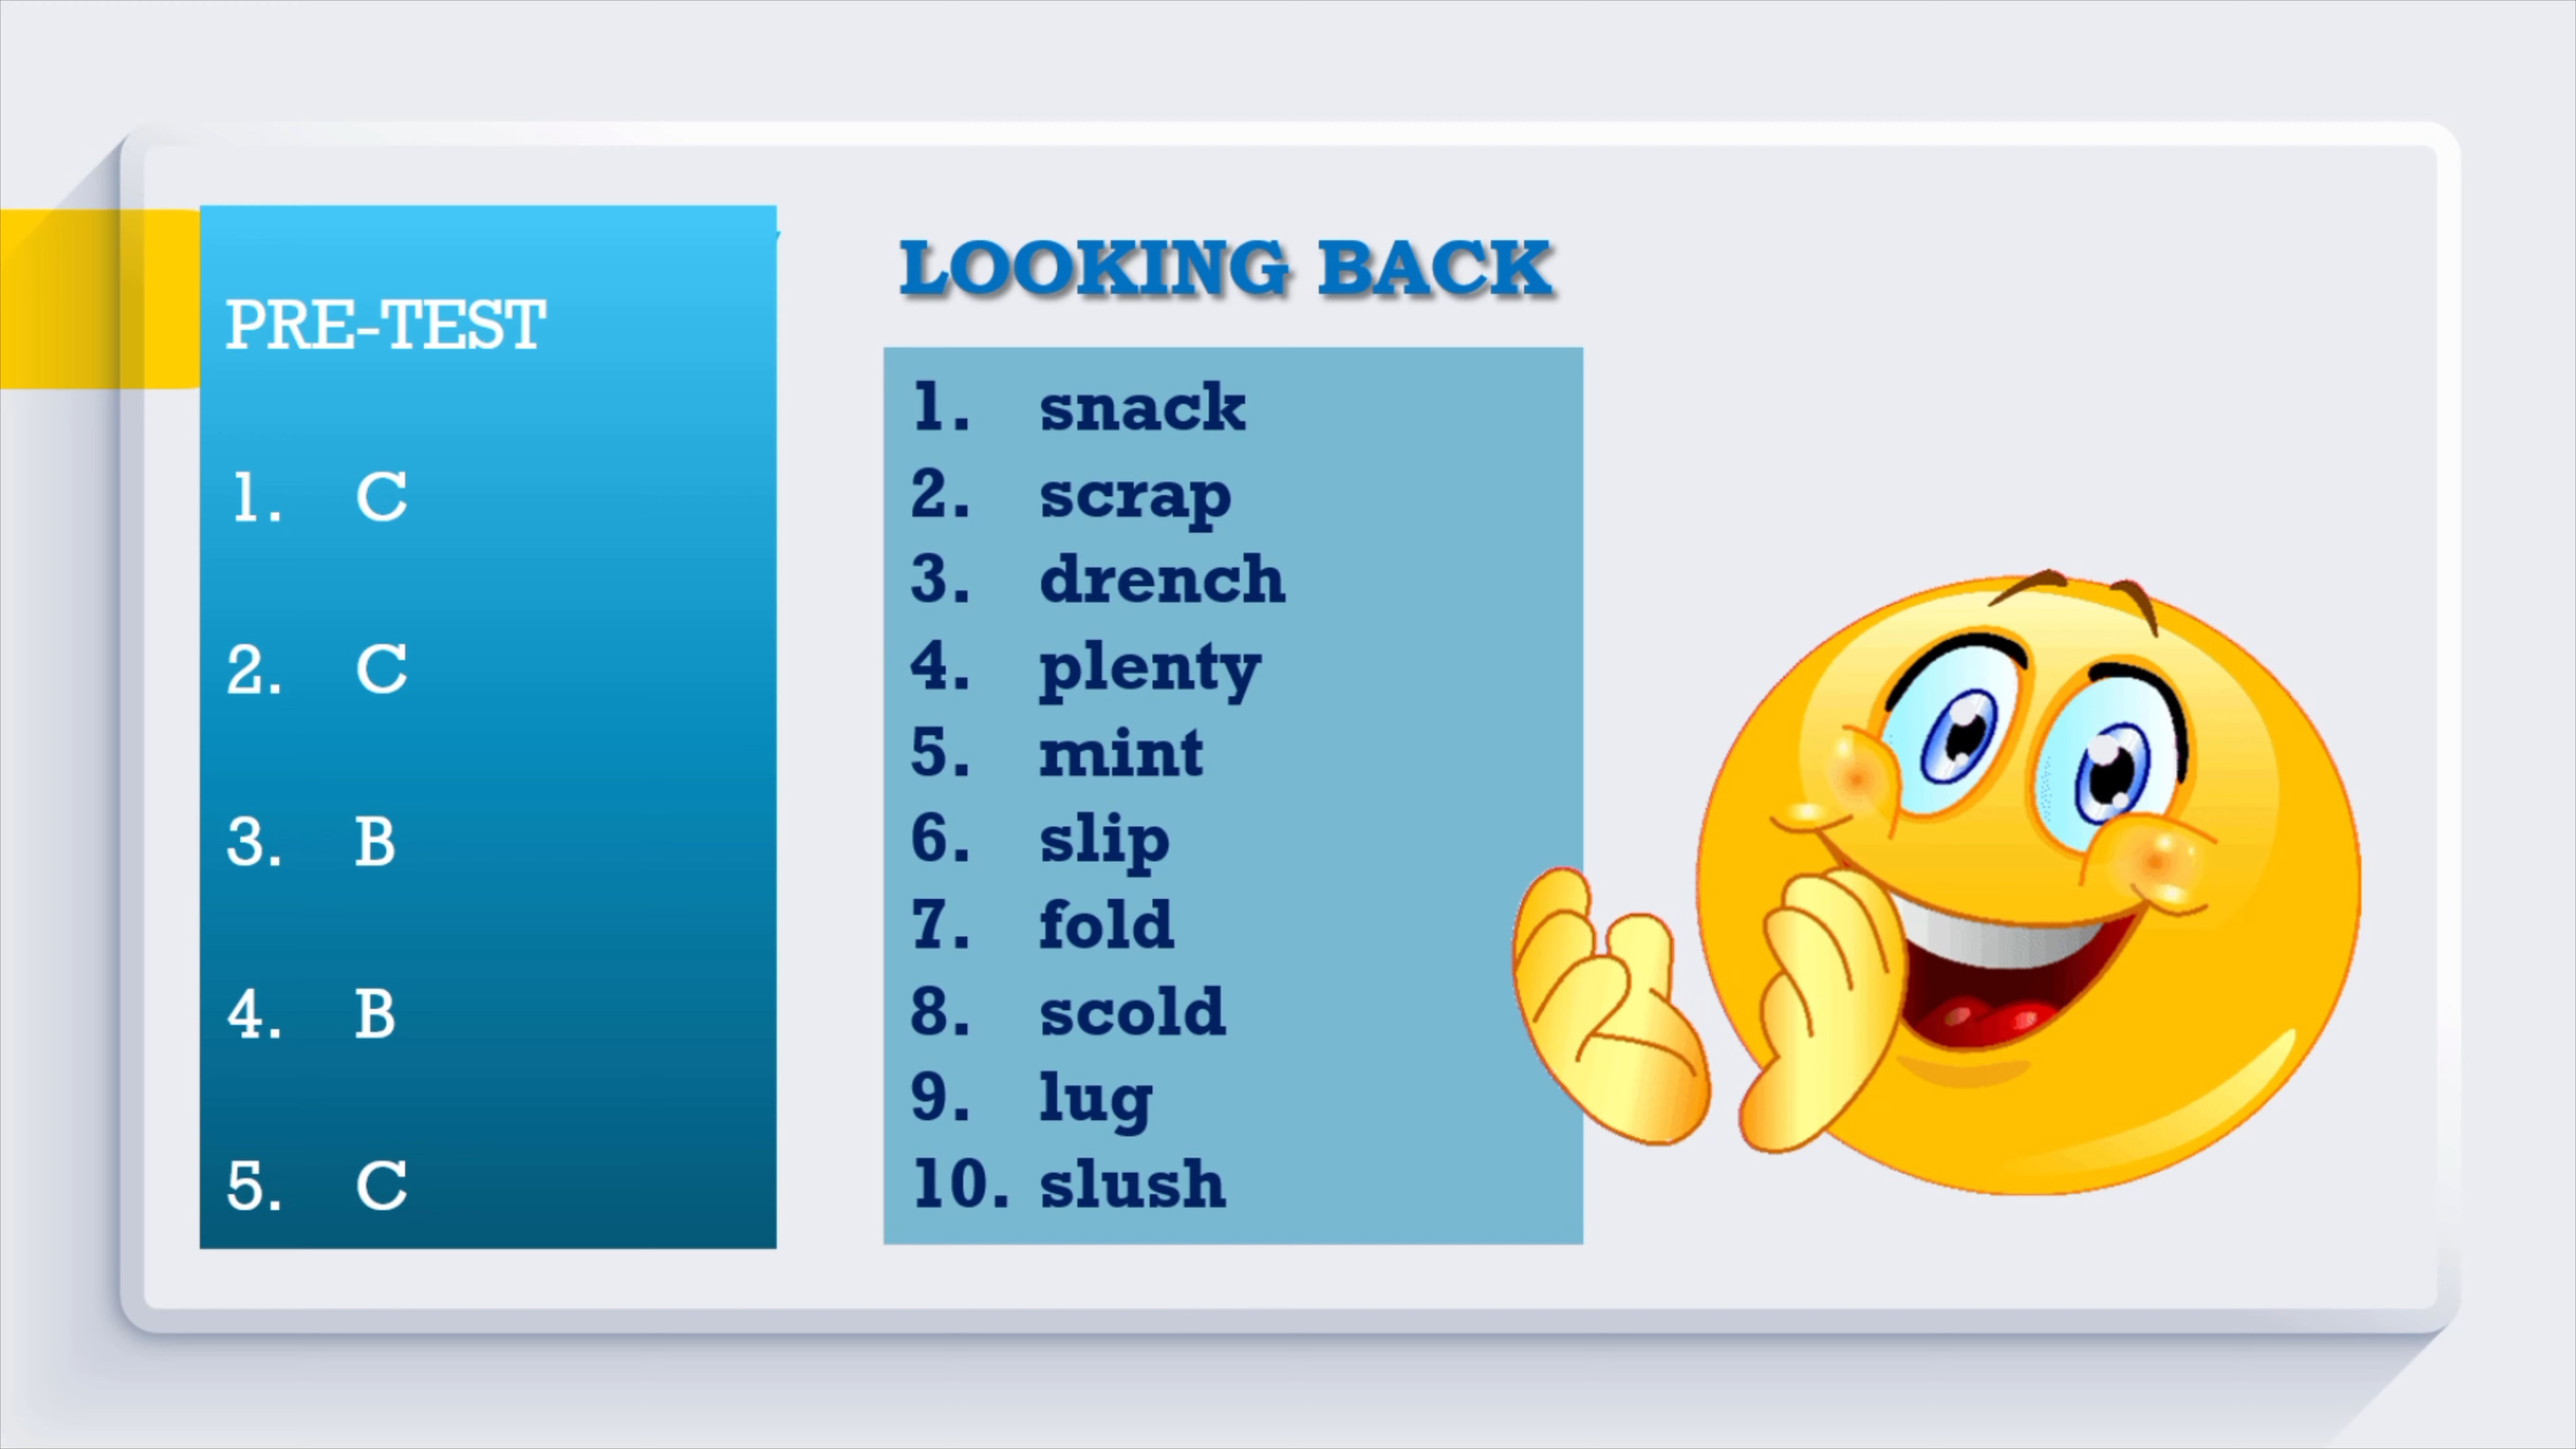 PRE-TEST
1. C
2. C
3. B
4. B
5. C
LOOKING BACK
1. snack
2. scrap
3. drench
4. plenty
5. mint
6. slip
7. fold
8. scold
9. lug
10. slush